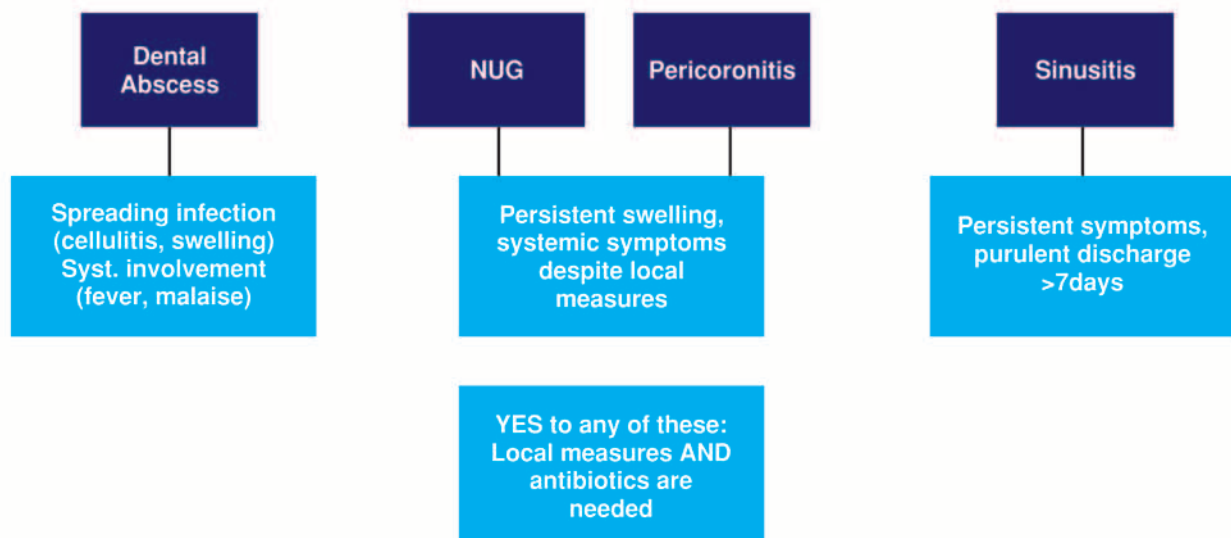 Dental
Abscess
NUG
Pericoronitis
Sinusitis
Spreading infection
(cellulitis, swelling)
Syst. involvement
(fever, malaise)
Persistent swelling,
systemic symptoms
despite local
measures
Persistent symptoms,
purulent discharge
>7days
YES to any of these:
Local measures AND
antibiotics are
needed